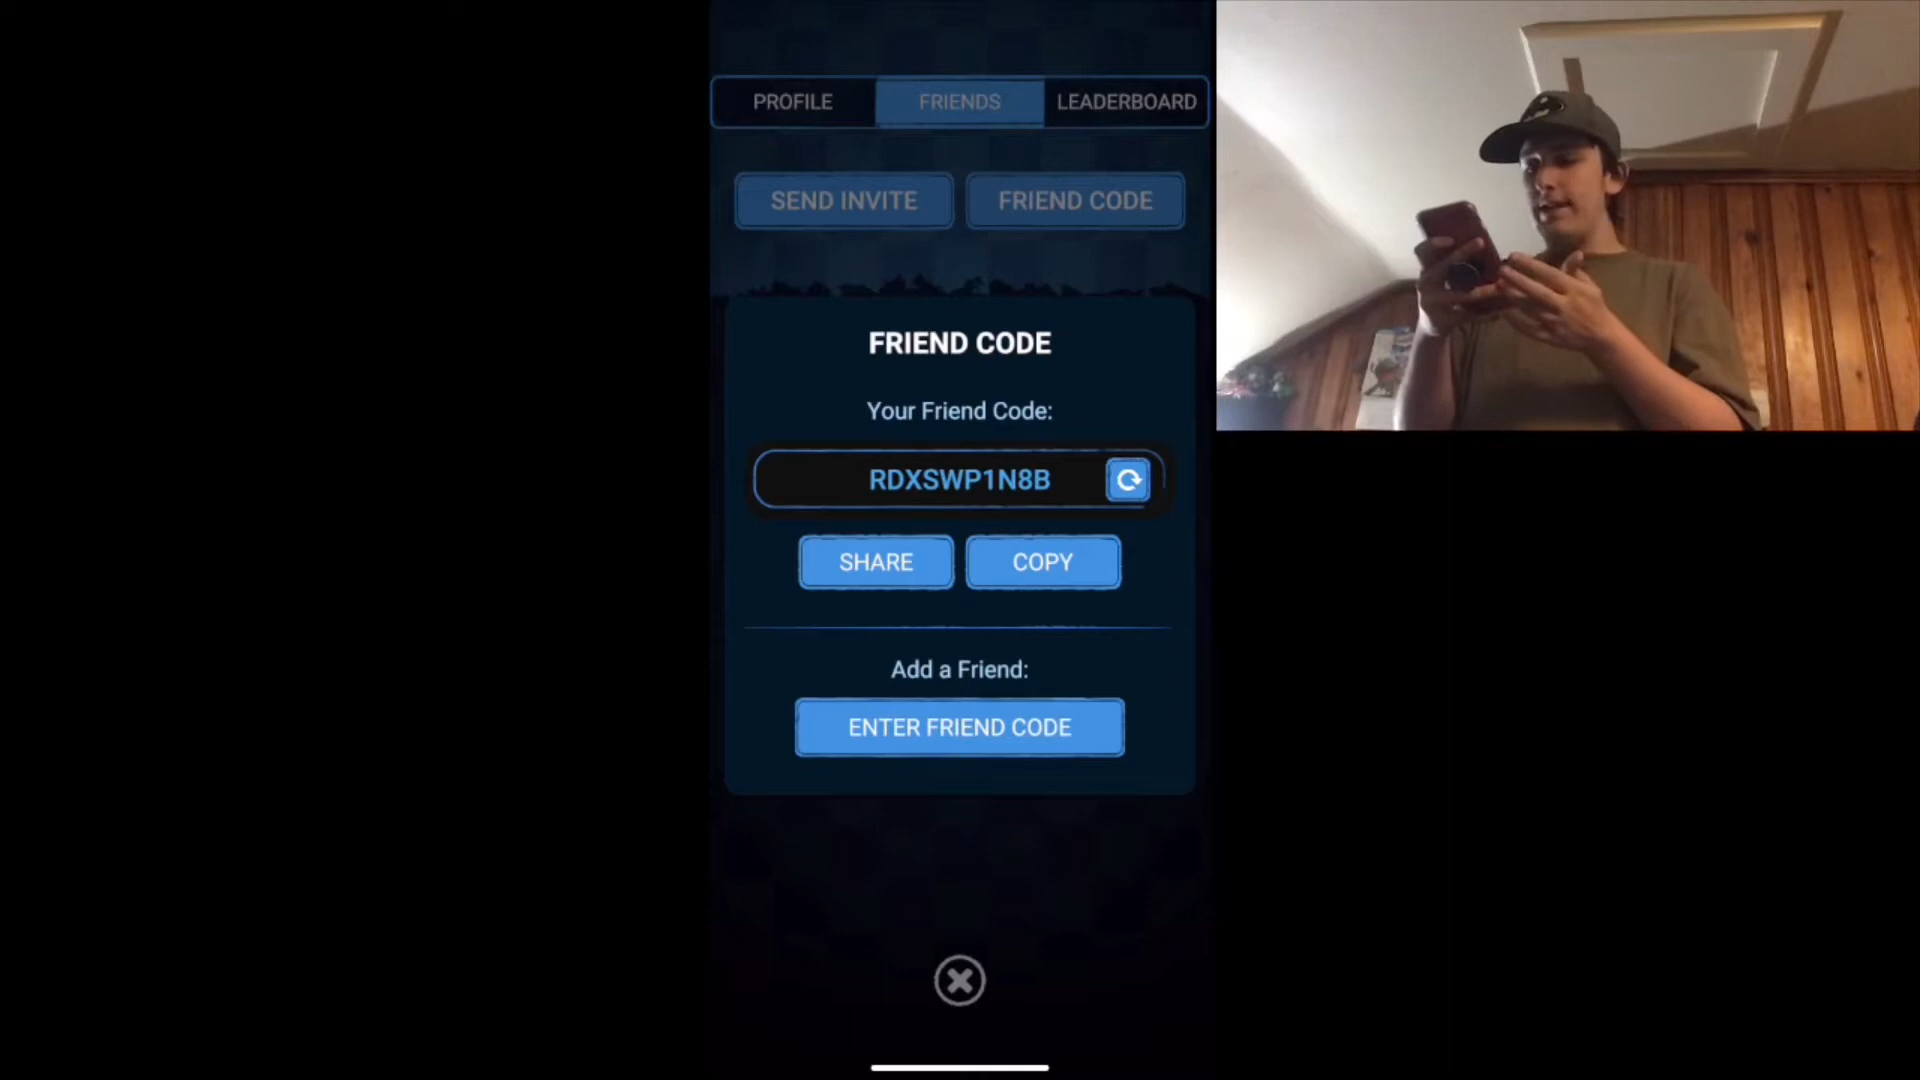 PROFILE
FRIENDS
LEADERBOARD
SEND INVITE
FRIEND CODE
FRIEND CODE
Your Friend Code:
RDXSWP1N8B
SHARE
COPY
Add a Friend:
ENTER FRIEND CODE